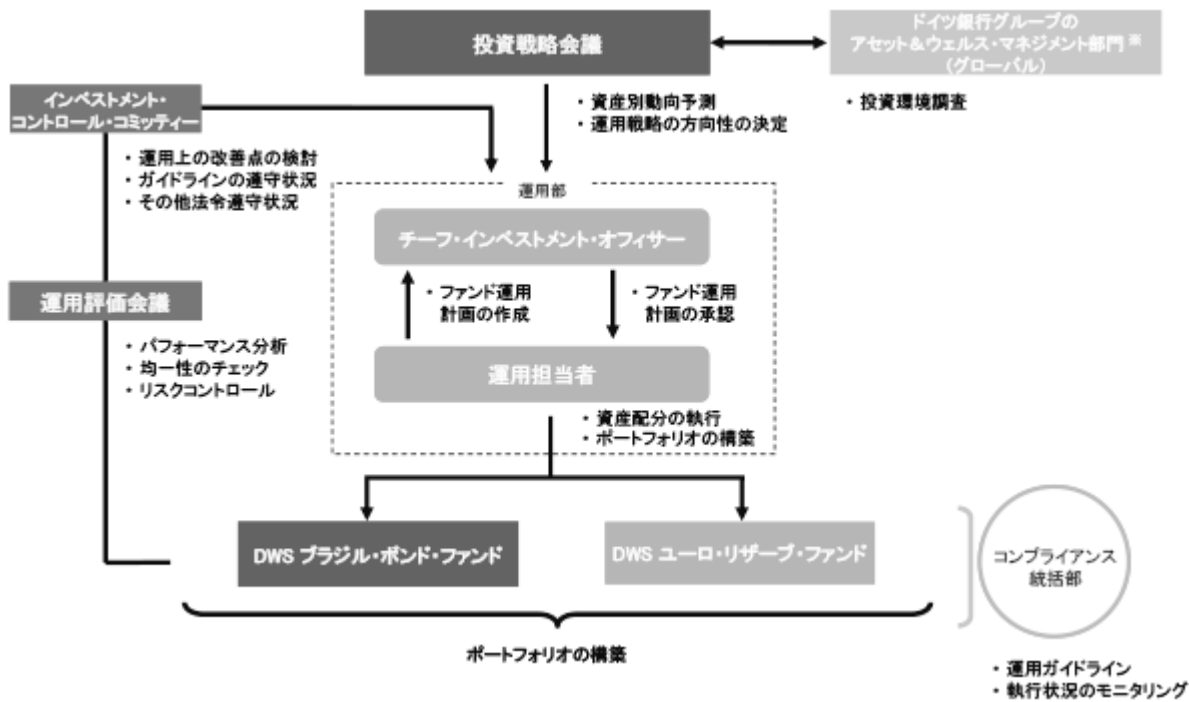 投資戦略会議
ドイツ銀行グループの
アセット＆ウェルス・マネジメント部門※
(グローバル)
・資産別動向予測
・運用戦略の方向性の決定
・投資環境調査
インベストメント・
コントロール・コミッティー
・運用上の改善点の検討
・ガイドラインの遵守状況
・その他法令遵守状況
運用部
チーフ・インベストメント・オフィサー
・ファンド運用
計画の作成
・ファンド運用
計画の承認
運用評価会議
・パフォーマンス分析
・均一性のチェック
・リスクコントロール
運用担当者
・資産配分の執行
・ポートフォリオの構築
DWS ブラジル・ボンド・ファンド
DWS ユーロ・リザーブ・ファンド
コンプライアンス
統括部
ポートフォリオの構築
・運用ガイドライン
・執行状況のモニタリング